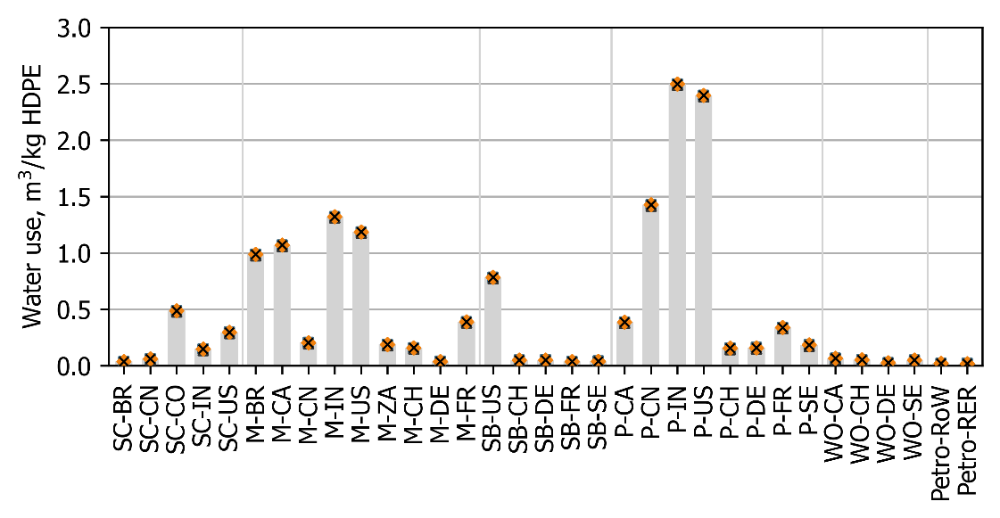 3.0
2.5
2.0
1.5
1.0
0.5
0.0
Water use, m³/kg HDPE
SC-BR
SC-CN
SC-CO
SC-IN
SC-US
M-BR
M-CA
M-CN
M-IN
M-US
M-ZA
M-CH
M-DE
M-FR
SB-US
SB-CH
SB-DE
SB-FR
SB-SE
P-CA
P-CN
P-IN
P-US
P-CH
P-DE
P-FR
P-SE
WO-CA
WO-CH
WO-DE
WO-SE
Petro-RoW
Petro-RER